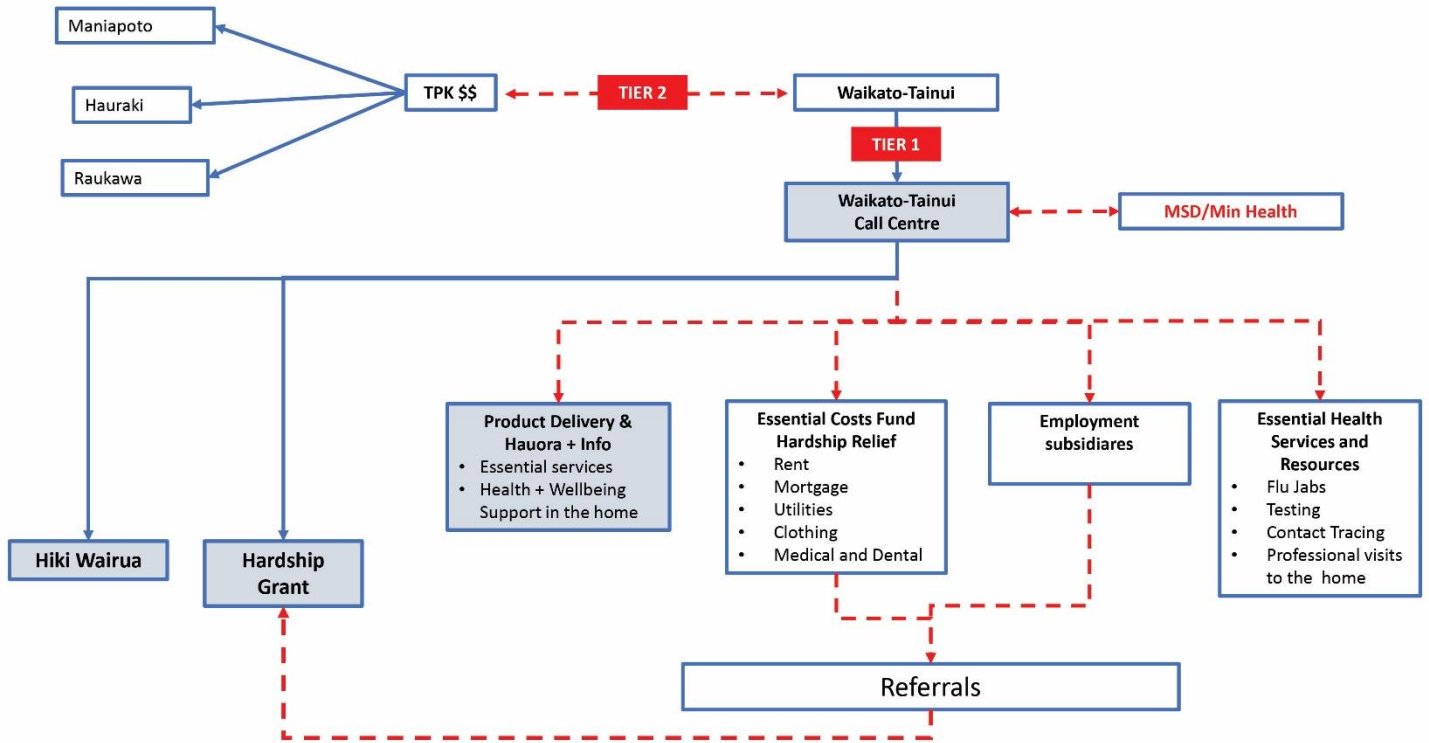 Maniapoto
Hauraki
Raukawa
TPK $$
TIER 2
Waikato-Tainui
TIER 1
Waikato-Tainui
Call Centre
MSD/Min Health
Hiki Wairua
Hardship
Grant
Product Delivery &
Hauora + Info
• Essential services
• Health + Wellbeing
Support in the home
Essential Costs Fund
Hardship Relief
• Rent
• Mortgage
• Utilities
• Clothing
• Medical and Dental
Employment
subsidiares
Essential Health
Services and
Resources
• Flu Jabs
• Testing
• Contact Tracing
• Professional visits
to the home
Referrals